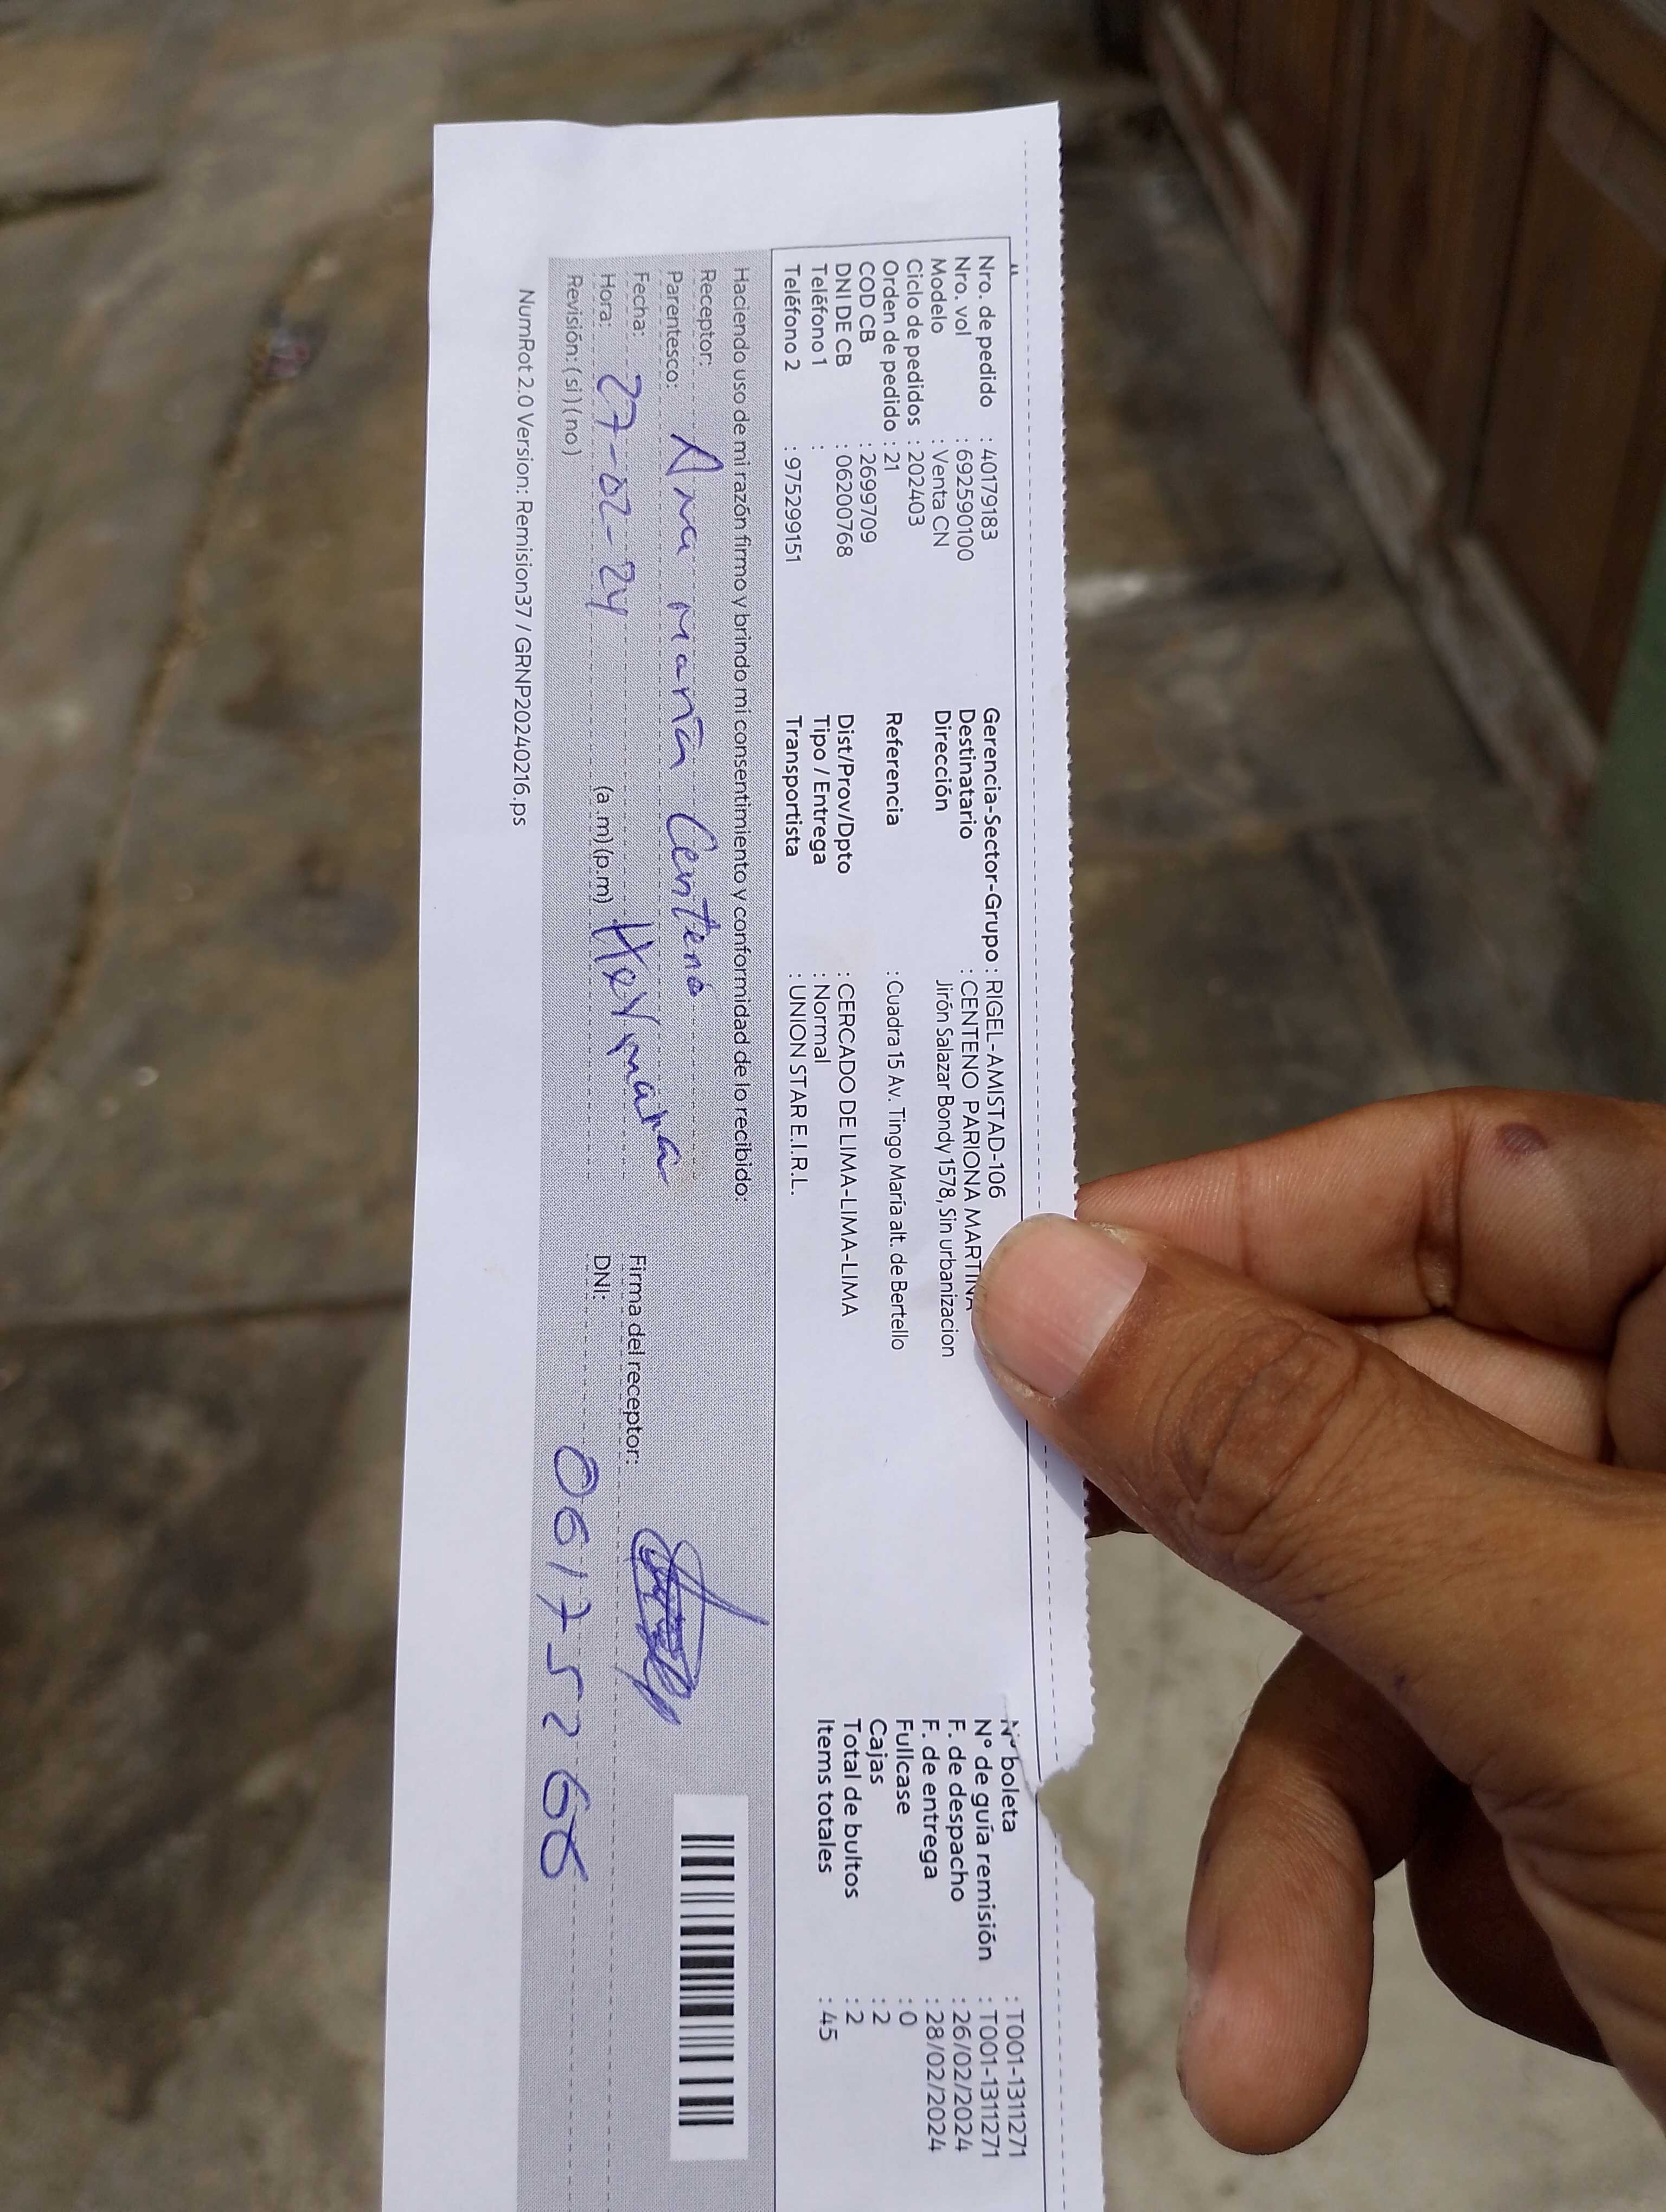 Nro. de pedido : 40179183
Nro. vol : 6925590100
Modelo : Venta CN
Ciclo de pedidos : 202403
Orden de pedido : 21
COD CB : 26999709
DNI DE CB : 06200768
Teléfono 1 :
Teléfono 2 : 975299151
Gerencia-Sector-Grupo : RIGEL-AMISTAD-106
Destinatario : CENTENO PARIONA MARTINA
Dirección Jirón Salazar Bondy 1578, Sin urbanizacion
Referencia : Cuadra 15 Av. Tingo María alt. de Bertello
Dist/Prov/Dpto : CERCADO DE LIMA-LIMA-LIMA
Tipo / Entrega : Normal
Transportista : UNION STAR E.I.R.L.
N° boleta : T001-1311271
N° de guía remisión : T001-1311271
F. de despacho : 26/02/2024
F. de entrega : 28/02/2024
Fullcase : 0
Cajas : 2
Total de bultos : 2
Items totales : 45
Haciendo uso de mi razón firmo y brindo mi consentimiento y conformidad de lo recibido:
Receptor: Ana maria Centeno
Parentesco: Hermana
Fecha: 27-02-24
Hora: (a .m) (p.m)
Revisión: ( si ) ( no )
Firma del receptor:
DNI: 06175266
NumRot 2.0 Version: Remision37 / GRNP20240216.ps